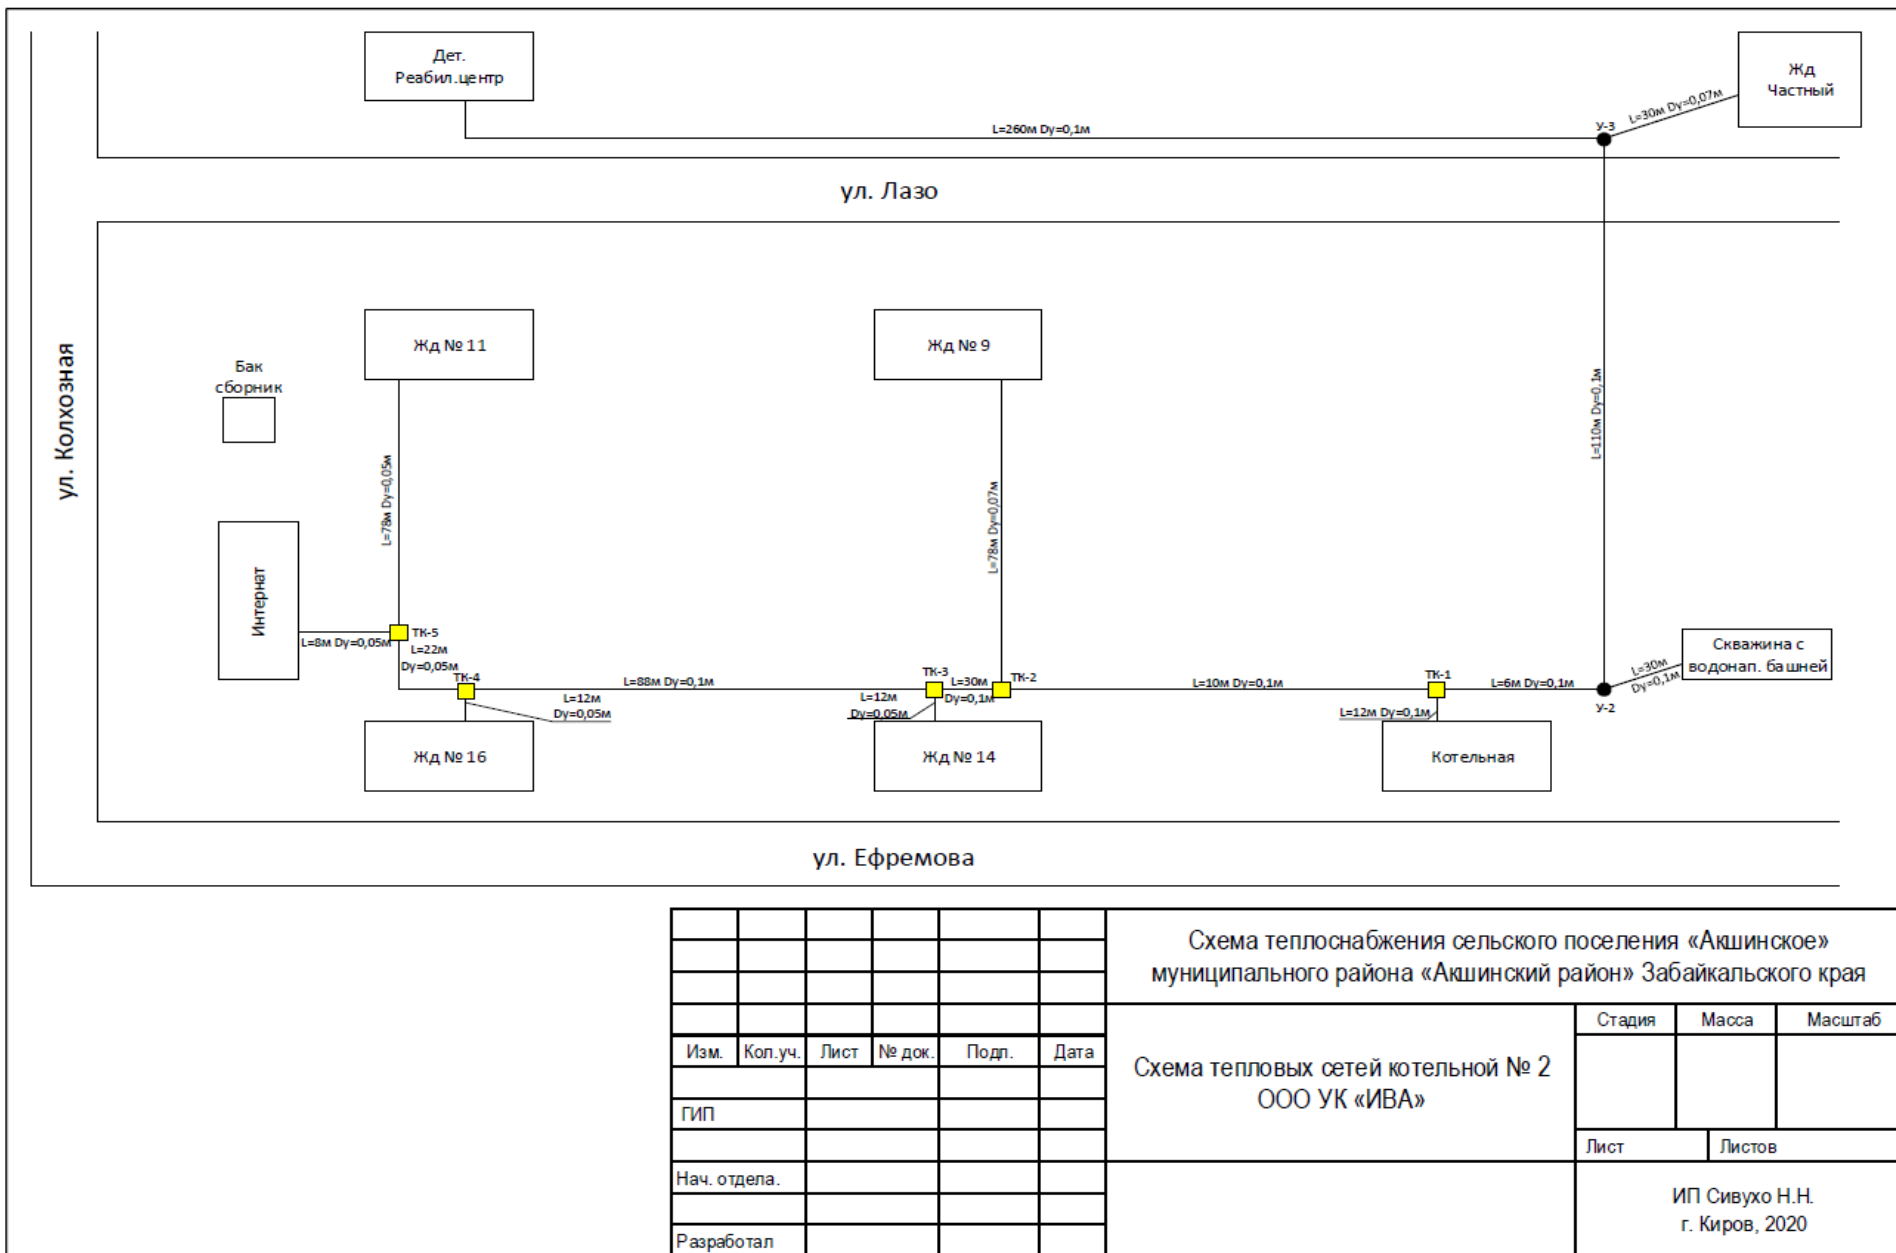 Дет.
Реабил.центр
Жд
Частный
L=30м Dy=0,07м
У-3
L=260м Dy=0,1м
ул. Лазо
ул. Колхозная
Жд № 11
Жд № 9
Бак
сборник
L=110м Dy=0,1м
L=78м Dy=0,05м
L=78м Dy=0,07м
Интернат
L=8м Dy=0,05м
ТК-5
L=22м
Dy=0,05м
ТК-4
L=88м Dy=0,1м
L=12м
Dy=0,05м
ТК-3
L=30м
Dy=0,1м
ТК-2
L=12м
Dy=0,05м
L=10м Dy=0,1м
ТК-1
L=6м Dy=0,1м
L=12м Dy=0,1м
У-2
L=30м
Dy=0,1м
Скважина с
водонап. башней
Жд № 16
Жд № 14
Котельная
ул. Ефремова
Схема теплоснабжения сельского поселения «Акшинское»
муниципального района «Акшинский район» Забайкальского края
Изм. Кол.уч. Лист № док. Подп. Дата
Схема тепловых сетей котельной № 2
ООО УК «ИВА»
Стадия Масса Масштаб
ГИП
Лист Листов
Нач. отдела.
Разработал
ИП Сивухо Н.Н.
г. Киров, 2020